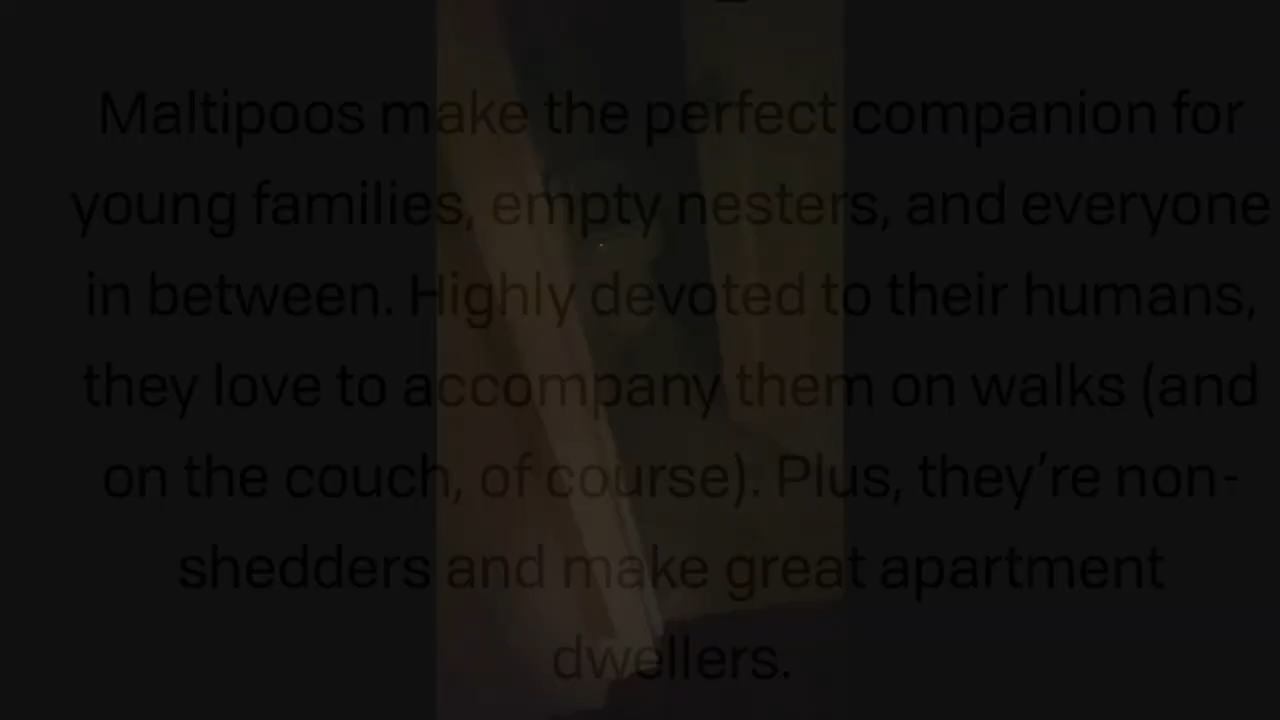 Maltipoos make the perfect companion for
young families, empty nesters, and everyone
in between. Highly devoted to their humans,
they love to accompany them on walks (and
on the couch, of course). Plus, they’re non-
shedders and make great apartment
dwellers.